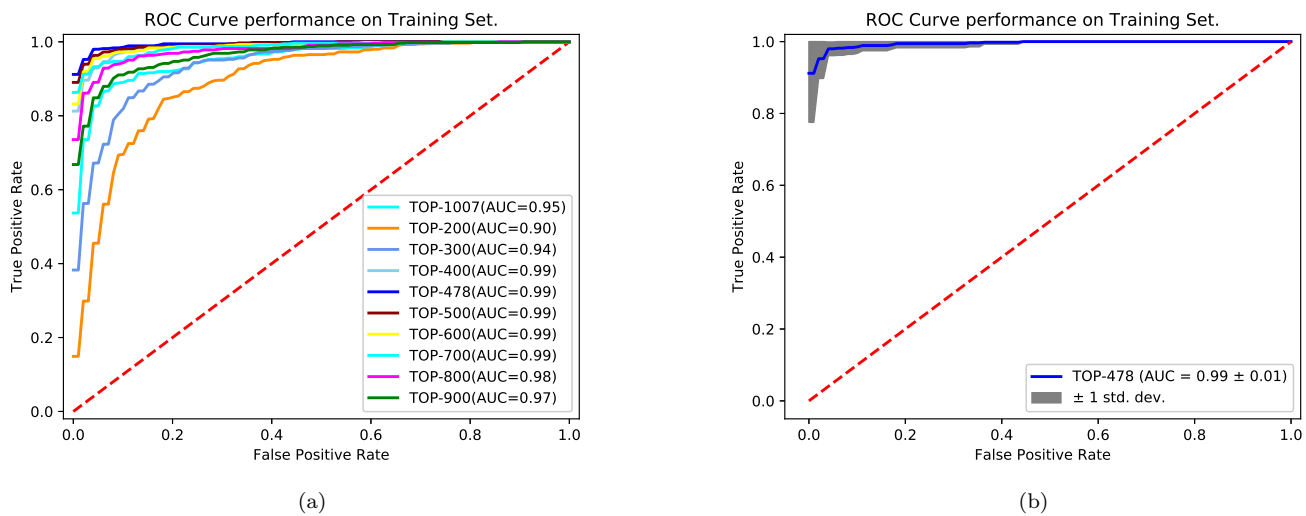 ROC Curve performance on Training Set.
True Positive Rate
1.0
0.8
0.6
0.4
0.2
0.0
TOP-1007(AUC=0.95)
TOP-200(AUC=0.90)
TOP-300(AUC=0.94)
TOP-400(AUC=0.99)
TOP-478(AUC=0.99)
TOP-500(AUC=0.99)
TOP-600(AUC=0.99)
TOP-700(AUC=0.99)
TOP-800(AUC=0.98)
TOP-900(AUC=0.97)
0.0 0.2 0.4 0.6 0.8 1.0
False Positive Rate
(a)
ROC Curve performance on Training Set.
True Positive Rate
1.0
0.8
0.6
0.4
0.2
0.0
TOP-478 (AUC = 0.99 ± 0.01)
± 1 std. dev.
0.0 0.2 0.4 0.6 0.8 1.0
False Positive Rate
(b)